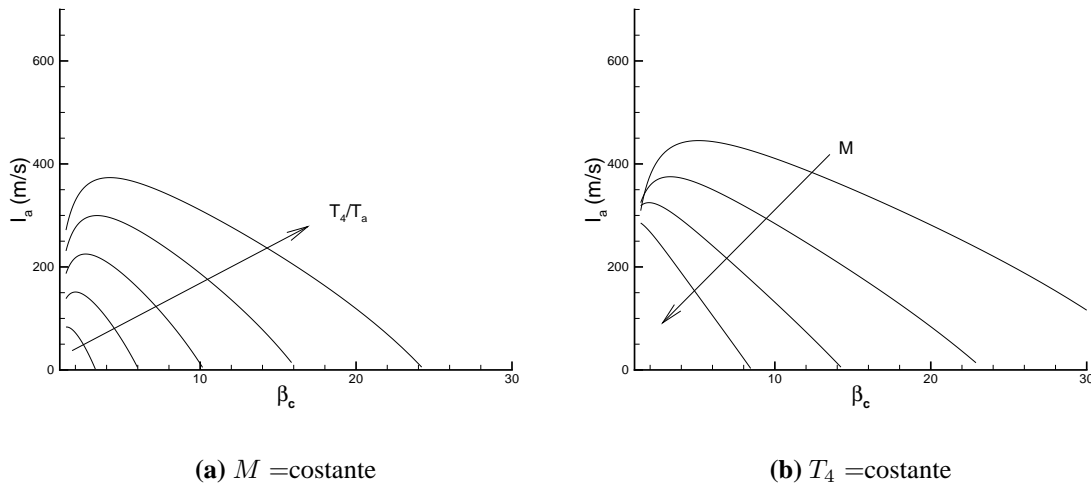 600
400
200
0
I_a (m/s)
T_4/T_a
10 20 30
β_c
(a) M =costante
600
400
200
0
I_a (m/s)
M
10 20 30
β_c
(b) T_4 =costante